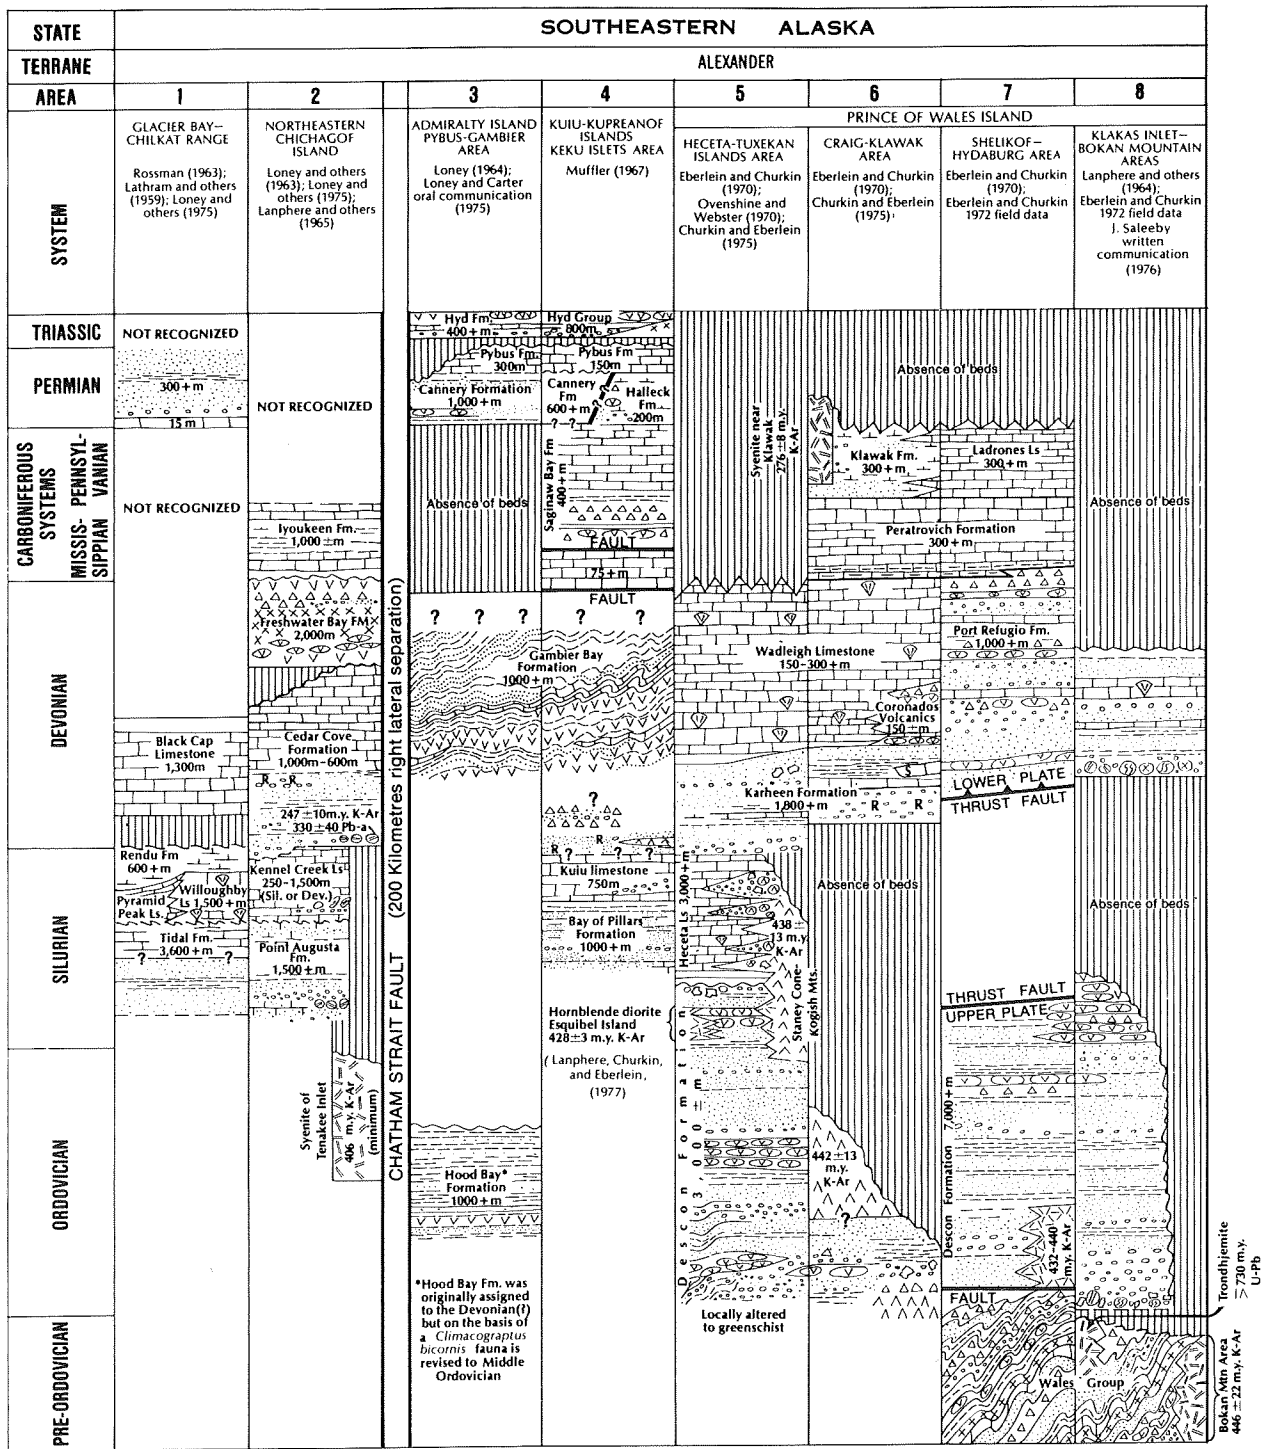 STATE
SOUTHEASTERN ALASKA
TERRANE
ALEXANDER
AREA
1
2
3
4
5
6
7
8
SYSTEM
GLACIER BAY—
CHILKAT RANGE
Rossman (1963);
Lathram and others
(1959); Loney and
others (1975)
NORTHEASTERN
CHICHAGOF
ISLAND
Loney and others
(1963); Loney and
others (1975);
Lanphere and others
(1965)
ADMIRALTY ISLAND
PYBUS-GAMBIER
AREA
Loney (1964);
Loney and Carter
oral communication
(1975)
KUIU-KUPREANOF
ISLANDS
KEKU ISLETS AREA
Muffler (1967)
PRINCE OF WALES ISLAND
HECETA-TUXEKAN
ISLANDS AREA
Eberlein and Churkin
(1970);
Ovenshine and
Webster (1970);
Churkin and Eberlein
(1975)
CRAIG-KLAWAK
AREA
Eberlein and Churkin
(1970);
Churkin and Eberlein
(1975);
SHELIKOF—
HYDABURG AREA
Eberlein and Churkin
(1970);
Eberlein and Churkin
1972 field data
KLAKAS INLET—
BOKAN MOUNTAIN
AREAS
Lanphere and others
(1964);
Eberlein and Churkin
1972 field data
J. Saleeby
written
communication
(1976)
TRIASSIC
PERMIAN
CARBONIFEROUS
SYSTEMS
MISSIS- PENNSYL-
SIPPIAN VANIAN
DEVONIAN
SILURIAN
ORDOVICIAN
PRE-ORDOVICIAN
NOT RECOGNIZED
300+m
15 m
NOT RECOGNIZED
Black Cap
Limestone
1,300m
Rendu Fm
600+m
Willoughby
Ls 1,500+m
Pyramid
Peak Ls.
Tidal Fm.
3,600+m
?
?
NOT RECOGNIZED
Iyoukeen Fm.
1,000±m
Freshwater Bay FM
2,000m
Cedar Cove
Formation
1,000m-600m
R R
247±10m.y. K-Ar
330±40 Pb-a
Kennel Creek Ls
250-1,500m
(Sil. or Dev.)
Point Augusta
Fm.
1,500+m
Syenite of
Tenakee Inlet
406 m.y. K-Ar
(minimum)
CHATHAM STRAIT FAULT (200 Kilometres right lateral separation)
Hyd Fm.
400+m
Pybus Fm.
300m
Cannery Formation
1,000+m
Absence of beds
? ? ?
Gambier Bay
Formation
1000+m
Hood Bay*
Formation
1000+m
*Hood Bay Fm. was
originally assigned
to the Devonian(?)
but on the basis of
a Climacograptus
bicornis fauna is
revised to Middle
Ordovician
Hyd Group
800m
Pybus Fm
150m
Cannery
Fm
600+m
? ?
Halleck
Fm
200m
Saginaw Bay Fm
400+m
FAULT
75+m
FAULT
? ?
?
R
R
? ? ?
Kuiu limestone
750m
Bay of Pillars
Formation
1000+m
Hornblende diorite
Esquibel Island
428±3 m.y. K-Ar
(Lanphere, Churkin,
and Eberlein,
(1977)
Syenite near
Klawak
276±8 m.y.
K-Ar
Absence of beds
Klawak Fm.
300+m
Ladrones Ls
300+m
Peratrovich Formation
300+m
Absence of beds
Wadleigh Limestone
150-300+m
Coronados
Volcanics
150±m
Port Refugio Fm.
1,000+m
S
Karheen Formation
1,800+m
R R
LOWER PLATE
THRUST FAULT
Heceta Ls 3,000+m
438±
13 m.y.
K-Ar
Staney Cone-
Kogish Mts.
Absence of beds
Absence of beds
THRUST FAULT
UPPER PLATE
Descon Formation 3,000±m
442±13
m.y.
K-Ar
?
Locally altered
to greenschist
Descon Formation 7,000+m
432-440
m.y. K-Ar
FAULT
Wales Group
Trondhjemite
≥730 m.y.
U-Pb
Bokan Mtn Area
446±22 m.y. K-Ar